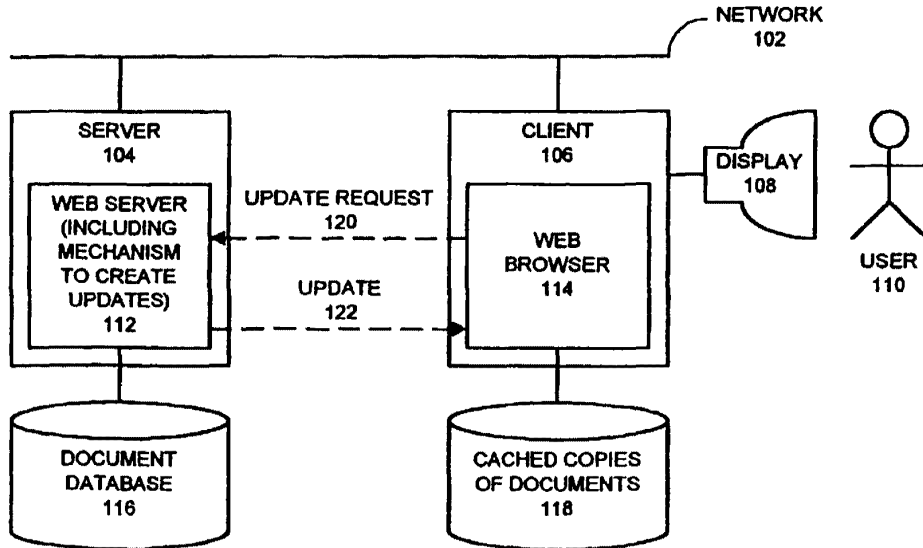 NETWORK
102
SERVER
104
WEB SERVER
(INCLUDING
MECHANISM
TO CREATE
UPDATES)
112
UPDATE REQUEST
120
UPDATE
122
CLIENT
106
WEB
BROWSER
114
DISPLAY
108
USER
110
DOCUMENT
DATABASE
116
CACHED COPIES
OF DOCUMENTS
118